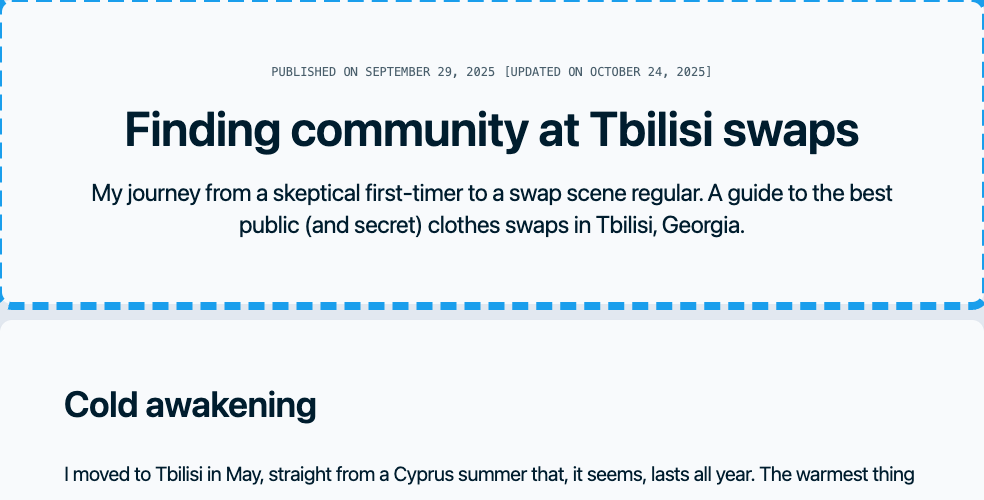 PUBLISHED ON SEPTEMBER 29, 2025 [UPDATED ON OCTOBER 24, 2025]
Finding community at Tbilisi swaps
My journey from a skeptical first-timer to a swap scene regular. A guide to the best
public (and secret) clothes swaps in Tbilisi, Georgia.
Cold awakening
I moved to Tbilisi in May, straight from a Cyprus summer that, it seems, lasts all year. The warmest thing